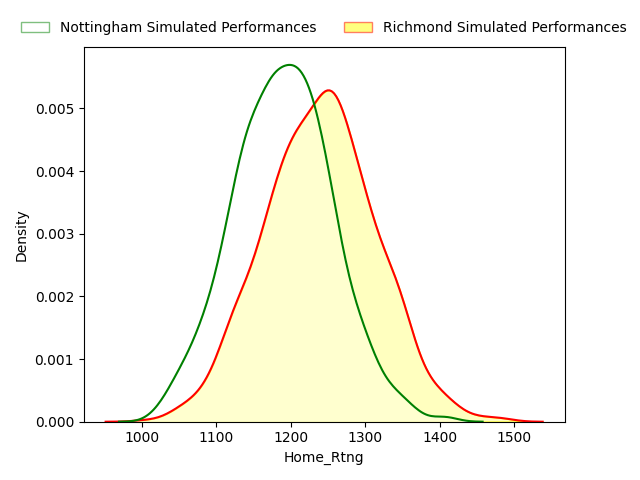 Nottingham Simulated Performances
Richmond Simulated Performances
0.005
0.004
0.003
0.002
0.001
0.000
Density
1000 1100 1200 1300 1400 1500
Home_Rtng